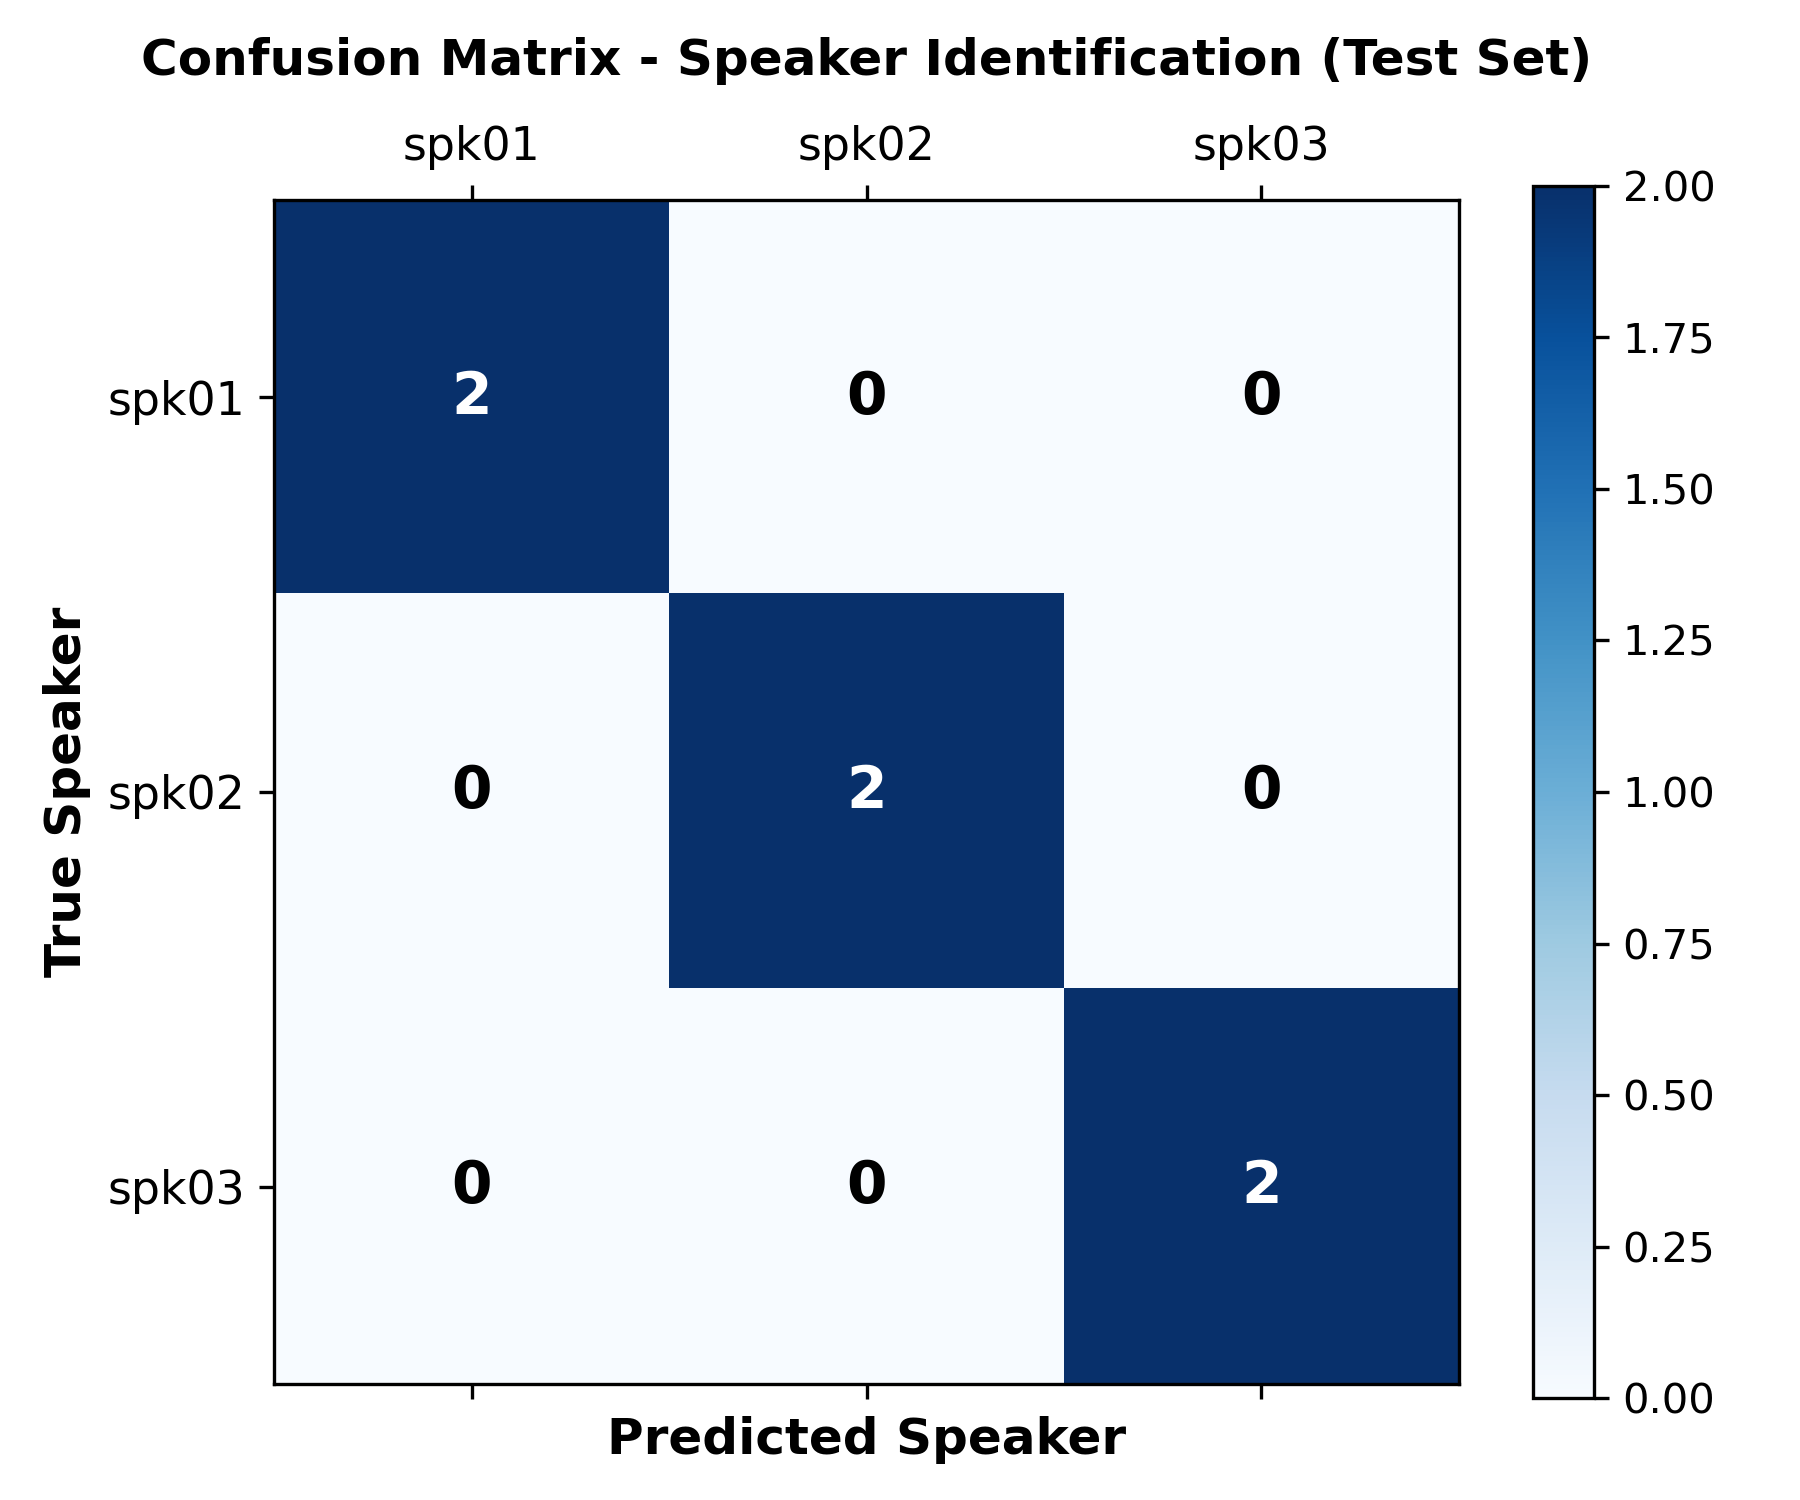 Confusion Matrix - Speaker Identification (Test Set)
spk01 spk02 spk03
2.00
1.75
1.50
1.25
1.00
0.75
0.50
0.25
0.00
True Speaker
spk01 2 0 0
spk02 0 2 0
spk03 0 0 2
Predicted Speaker